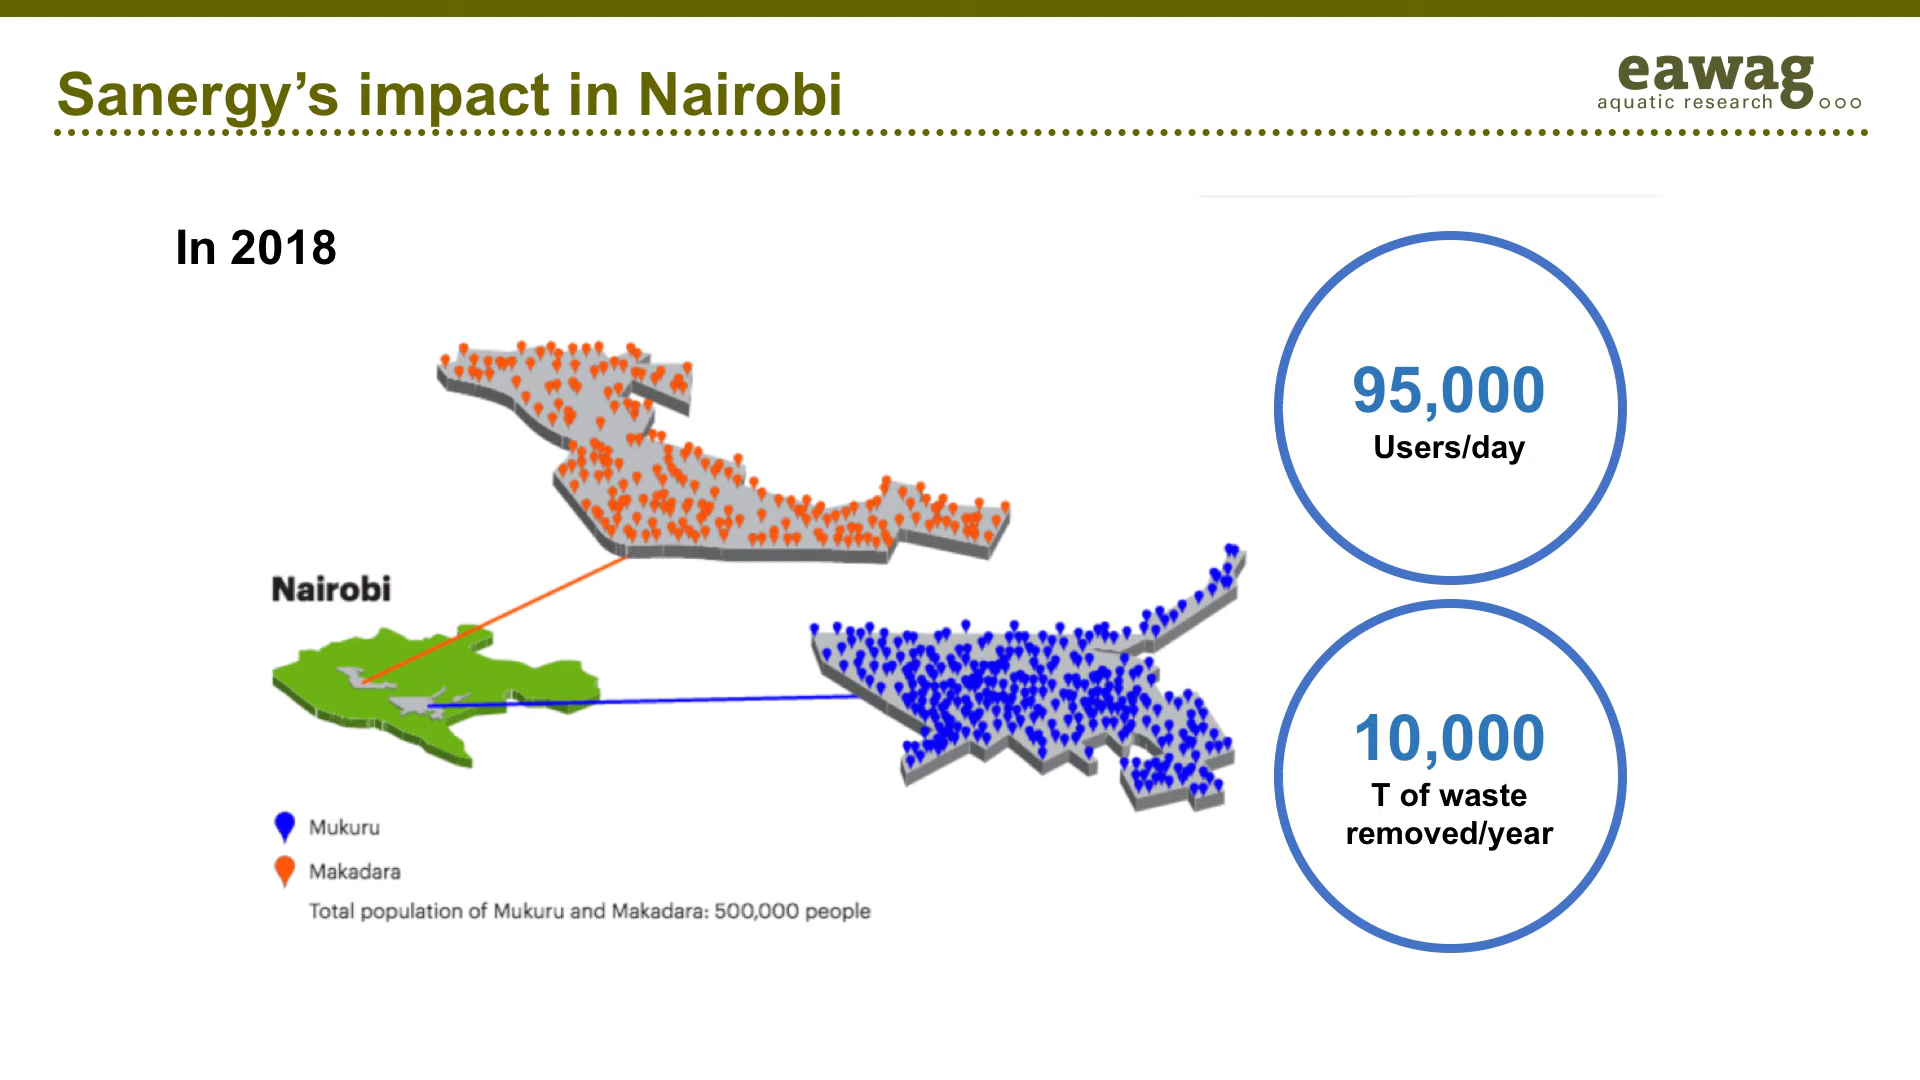 Sanergy’s impact in Nairobi
eawag
aquatic research
In 2018
95,000
Users/day
Nairobi
10,000
T of waste
removed/year
Mukuru
Makadara
Total population of Mukuru and Makadara: 500,000 people